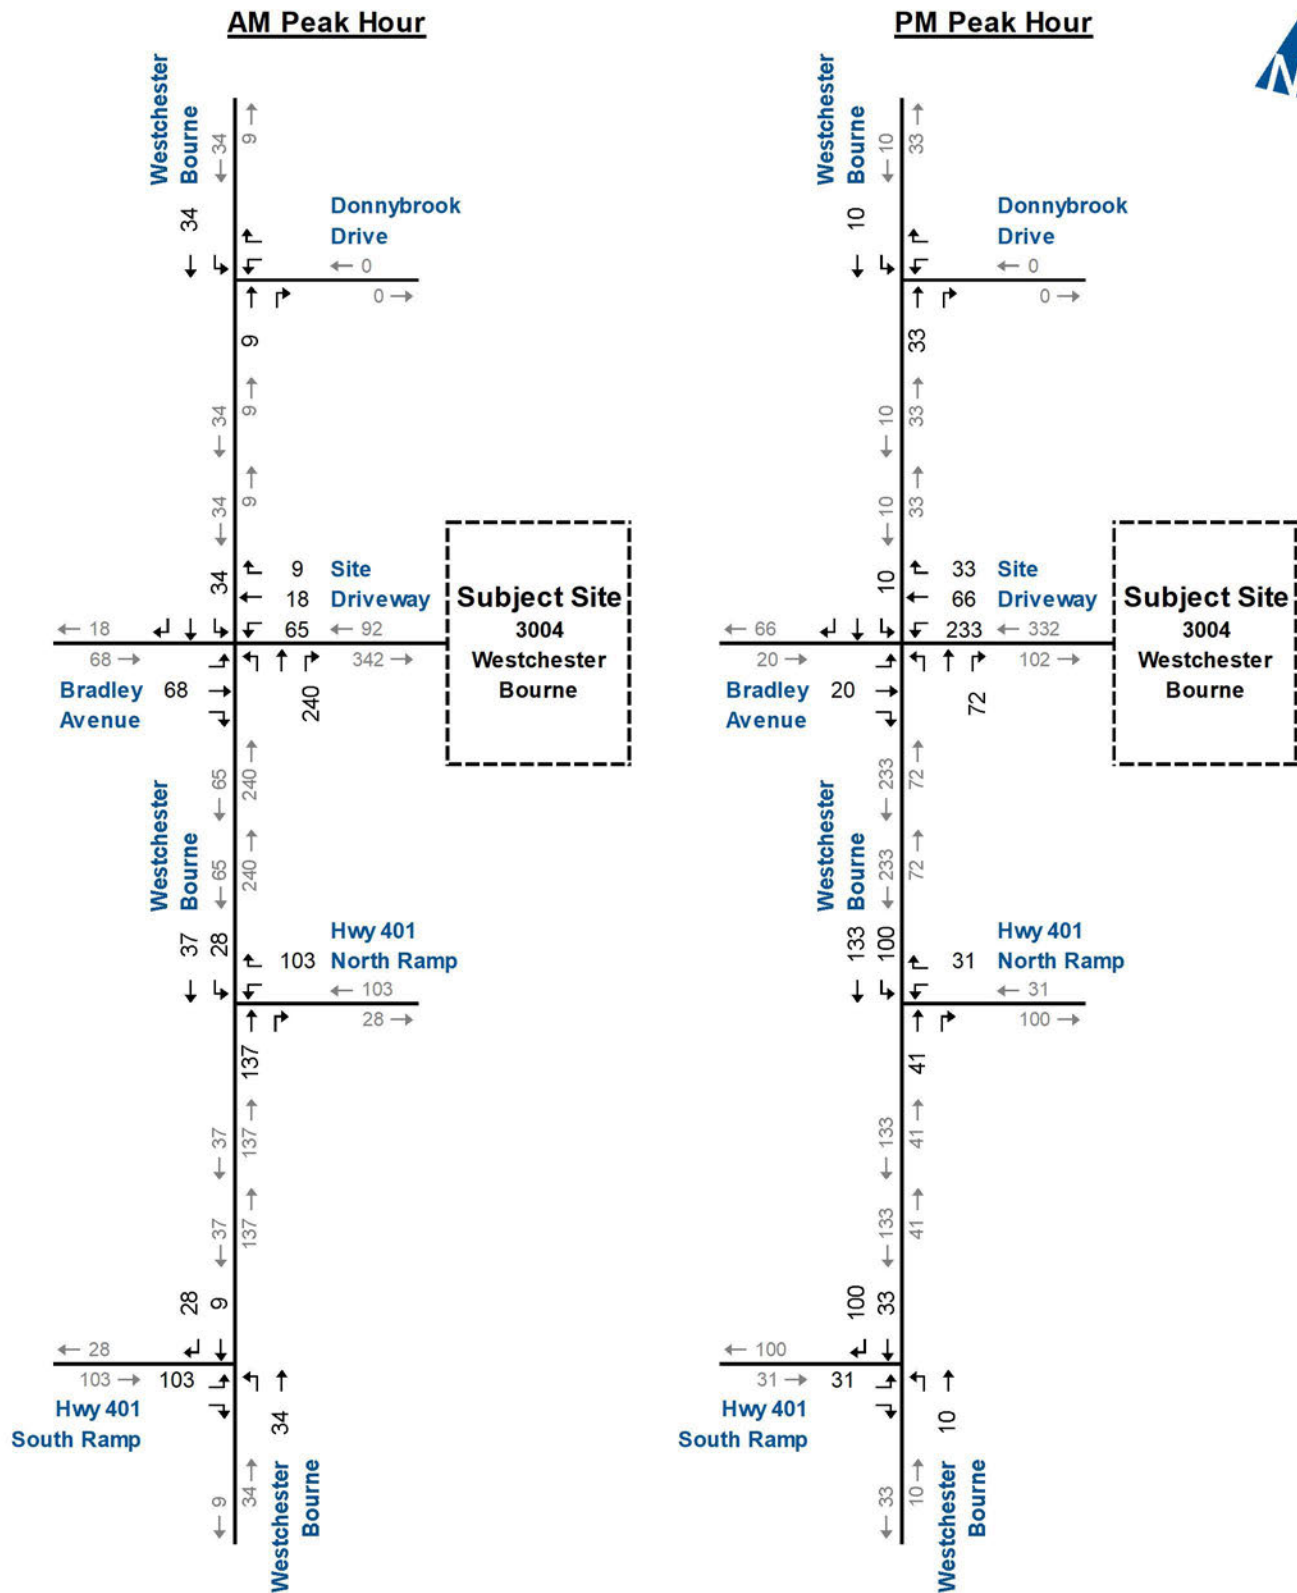 AM Peak Hour
Westchester
Bourne
34
9
34
Donnybrook
Drive
0
0
9
34
9
34
9
34
9
Site
18
Driveway
65
92
18
68
342
Bradley
Avenue
68
240
Subject Site
3004
Westchester
Bourne
65
240
Westchester
Bourne
65
240
37
28
Hwy 401
103
North Ramp
103
28
137
37
137
37
137
28
9
28
103
103
Hwy 401
South Ramp
34
9
34
Westchester
Bourne
PM Peak Hour
N
Westchester
Bourne
10
33
10
Donnybrook
Drive
0
0
33
10
33
10
33
10
33
Site
66
Driveway
233
332
66
20
102
Bradley
Avenue
20
72
Subject Site
3004
Westchester
Bourne
233
72
Westchester
Bourne
233
72
133
100
Hwy 401
31
North Ramp
31
100
41
133
41
133
41
100
33
100
31
31
Hwy 401
South Ramp
10
33
10
Westchester
Bourne